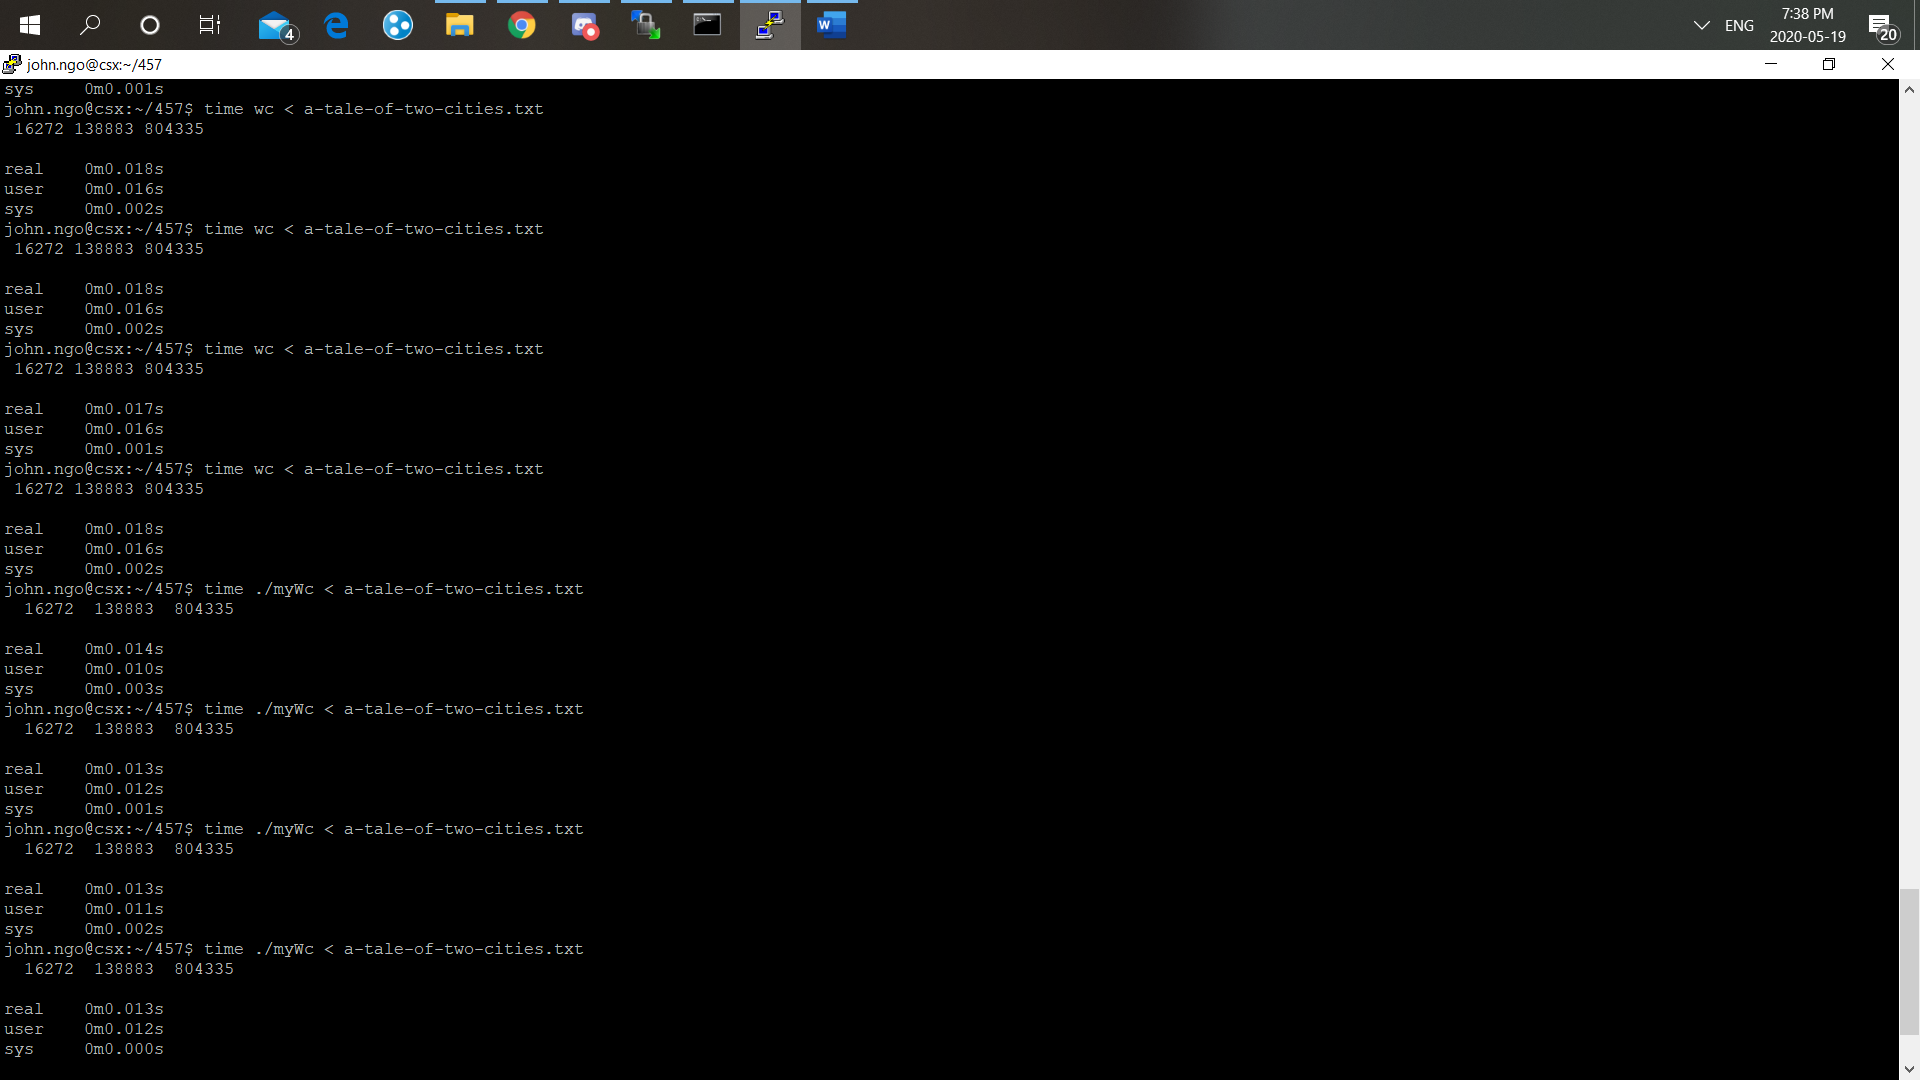 4
ENG
7:38 PM
2020-05-19
20
john.ngo@csx:~/457
sys     0m0.001s
john.ngo@csx:~/457$ time wc < a-tale-of-two-cities.txt
 16272 138883 804335
real    0m0.018s
user    0m0.016s
sys     0m0.002s
john.ngo@csx:~/457$ time wc < a-tale-of-two-cities.txt
 16272 138883 804335
real    0m0.018s
user    0m0.016s
sys     0m0.002s
john.ngo@csx:~/457$ time wc < a-tale-of-two-cities.txt
 16272 138883 804335
real    0m0.017s
user    0m0.016s
sys     0m0.001s
john.ngo@csx:~/457$ time wc < a-tale-of-two-cities.txt
 16272 138883 804335
real    0m0.018s
user    0m0.016s
sys     0m0.002s
john.ngo@csx:~/457$ time ./myWc < a-tale-of-two-cities.txt
  16272  138883  804335
real    0m0.014s
user    0m0.010s
sys     0m0.003s
john.ngo@csx:~/457$ time ./myWc < a-tale-of-two-cities.txt
  16272  138883  804335
real    0m0.013s
user    0m0.012s
sys     0m0.001s
john.ngo@csx:~/457$ time ./myWc < a-tale-of-two-cities.txt
  16272  138883  804335
real    0m0.013s
user    0m0.011s
sys     0m0.002s
john.ngo@csx:~/457$ time ./myWc < a-tale-of-two-cities.txt
  16272  138883  804335
real    0m0.013s
user    0m0.012s
sys     0m0.000s